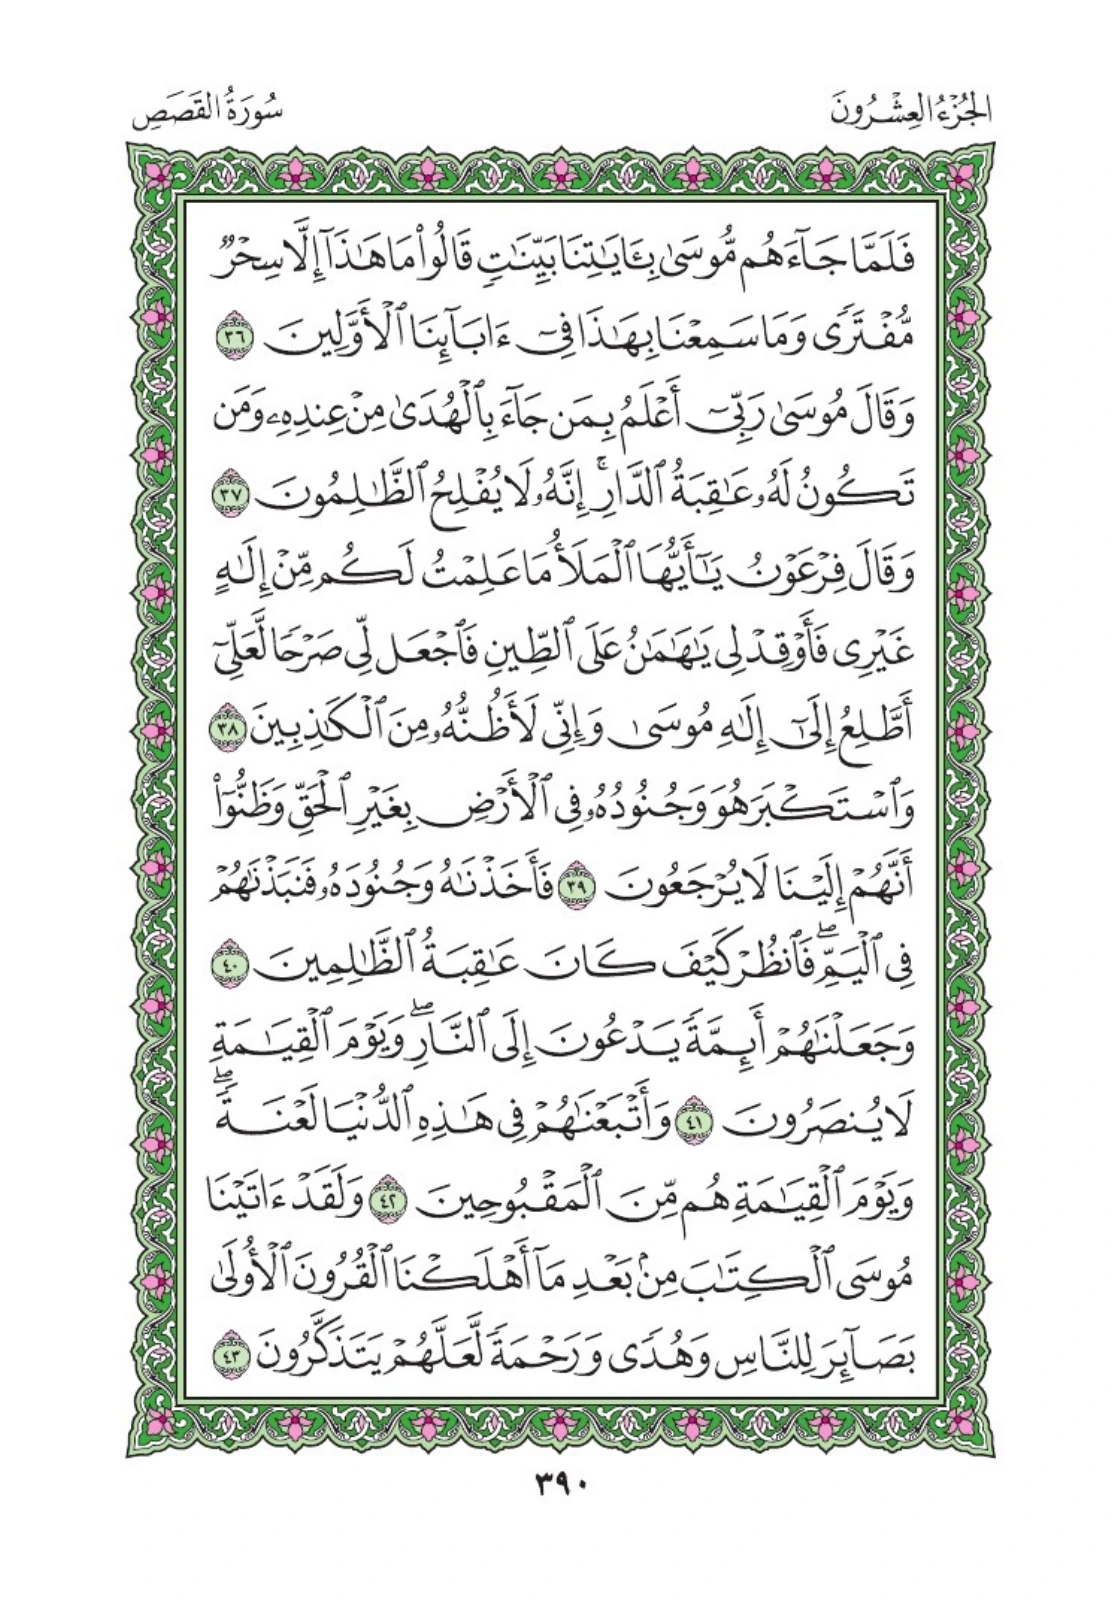 الجُزْءُ العِشْرُونَ
سُورَةُ القَصَصِ
فَلَمَّا جَآءَهُم مُّوسَىٰ بِـَٔايَٰتِنَا بَيِّنَٰتٖ قَالُواْ مَا هَٰذَآ إِلَّا سِحۡرٞ
مُّفۡتَرٗى وَمَا سَمِعۡنَا بِهَٰذَا فِيٓ ءَابَآئِنَا ٱلۡأَوَّلِينَ ٣٦
وَقَالَ مُوسَىٰ رَبِّيٓ أَعۡلَمُ بِمَن جَآءَ بِٱلۡهُدَىٰ مِنۡ عِندِهِۦ وَمَن
تَكُونُ لَهُۥ عَٰقِبَةُ ٱلدَّارِۚ إِنَّهُۥ لَا يُفۡلِحُ ٱلظَّٰلِمُونَ ٣٧
وَقَالَ فِرۡعَوۡنُ يَٰٓأَيُّهَا ٱلۡمَلَأُ مَا عَلِمۡتُ لَكُم مِّنۡ إِلَٰهٍ
غَيۡرِي فَأَوۡقِدۡ لِي يَٰهَٰمَٰنُ عَلَى ٱلطِّينِ فَٱجۡعَل لِّي صَرۡحٗا لَّعَلِّيٓ
أَطَّلِعُ إِلَىٰٓ إِلَٰهِ مُوسَىٰ وَإِنِّي لَأَظُنُّهُۥ مِنَ ٱلۡكَٰذِبِينَ ٣٨
وَٱسۡتَكۡبَرَ هُوَ وَجُنُودُهُۥ فِي ٱلۡأَرۡضِ بِغَيۡرِ ٱلۡحَقِّ وَظَنُّوٓاْ
أَنَّهُمۡ إِلَيۡنَا لَا يُرۡجَعُونَ ٣٩ فَأَخَذۡنَٰهُ وَجُنُودَهُۥ فَنَبَذۡنَٰهُمۡ
فِي ٱلۡيَمِّۖ فَٱنظُرۡ كَيۡفَ كَانَ عَٰقِبَةُ ٱلظَّٰلِمِينَ ٤٠
وَجَعَلۡنَٰهُمۡ أَئِمَّةٗ يَدۡعُونَ إِلَى ٱلنَّارِۖ وَيَوۡمَ ٱلۡقِيَٰمَةِ
لَا يُنصَرُونَ ٤١ وَأَتۡبَعۡنَٰهُمۡ فِي هَٰذِهِ ٱلدُّنۡيَا لَعۡنَةٗۖ
وَيَوۡمَ ٱلۡقِيَٰمَةِ هُم مِّنَ ٱلۡمَقۡبُوحِينَ ٤٢ وَلَقَدۡ ءَاتَيۡنَا
مُوسَى ٱلۡكِتَٰبَ مِنۢ بَعۡدِ مَآ أَهۡلَكۡنَا ٱلۡقُرُونَ ٱلۡأُولَىٰ
بَصَآئِرَ لِلنَّاسِ وَهُدٗى وَرَحۡمَةٗ لَّعَلَّهُمۡ يَتَذَكَّرُونَ ٤٣
٣٩٠